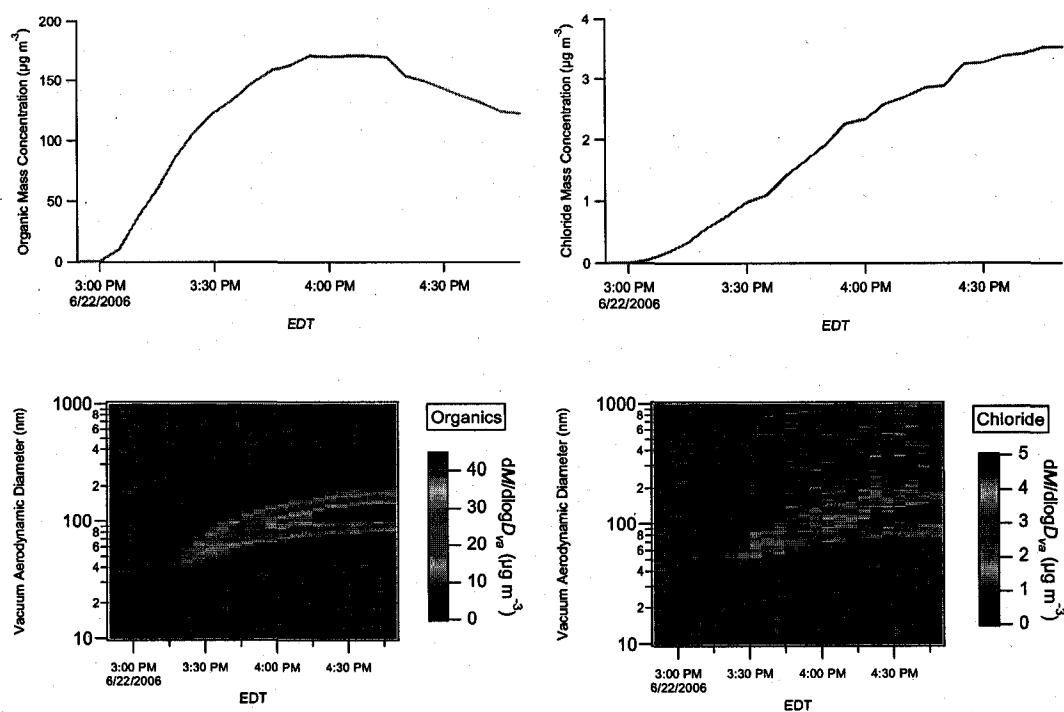 Organic Mass Concentration (µg m⁻³)
200
150
100
50
0
3:00 PM
6/22/2006
3:30 PM
4:00 PM
4:30 PM
EDT
Chloride Mass Concentration (µg m⁻³)
4
3
2
1
0
3:00 PM
6/22/2006
3:30 PM
4:00 PM
4:30 PM
EDT
Vacuum Aerodynamic Diameter (nm)
1000
8
6
4
2
100
8
6
4
2
10
3:00 PM
6/22/2006
3:30 PM
4:00 PM
4:30 PM
EDT
Organics
40
30
20
10
0
dM/dlogDva (µg m⁻³)
Vacuum Aerodynamic Diameter (nm)
1000
8
6
4
2
100
8
6
4
2
10
3:00 PM
6/22/2006
3:30 PM
4:00 PM
4:30 PM
EDT
Chloride
5
4
3
2
1
0
dM/dlogDva (µg m⁻³)